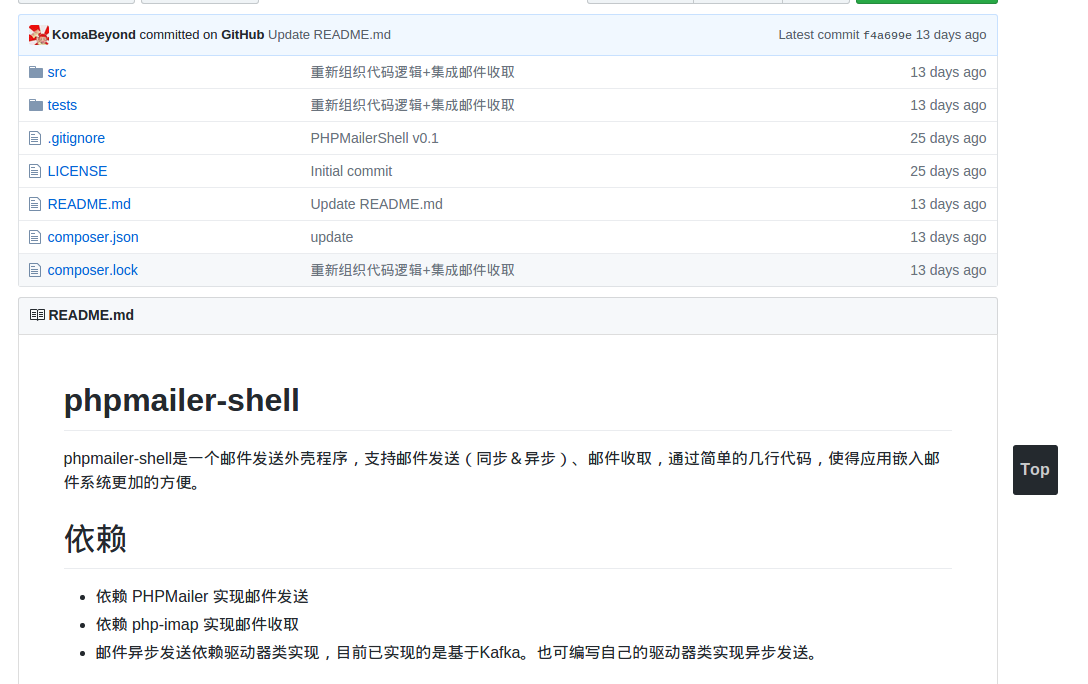 KomaBeyond committed on GitHub Update README.md Latest commit f4a699e 13 days ago
src 重新组织代码逻辑+集成邮件收取 13 days ago
tests 重新组织代码逻辑+集成邮件收取 13 days ago
.gitignore PHPMailerShell v0.1 25 days ago
LICENSE Initial commit 25 days ago
README.md Update README.md 13 days ago
composer.json update 13 days ago
composer.lock 重新组织代码逻辑+集成邮件收取 13 days ago
README.md
phpmailer-shell
phpmailer-shell是一个邮件发送外壳程序，支持邮件发送（同步＆异步）、邮件收取，通过简单的几行代码，使得应用嵌入邮
件系统更加的方便。
Top
依赖
依赖 PHPMailer 实现邮件发送
依赖 php-imap 实现邮件收取
邮件异步发送依赖驱动器类实现，目前已实现的是基于Kafka。也可编写自己的驱动器类实现异步发送。